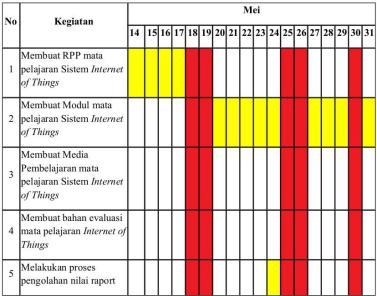 No Kegiatan Mei
14 15 16 17 18 19 20 21 22 23 24 25 26 27 28 29 30 31
1 Membuat RPP mata
pelajaran Sistem Internet
of Things
2 Membuat Modul mata
pelajaran Sistem Internet
of Things
3 Membuat Media
Pembelajaran mata
pelajaran Sistem Internet
of Things
4 Membuat bahan evaluasi
mata pelajaran Internet of
Things
5 Melakukan proses
pengolahan nilai raport